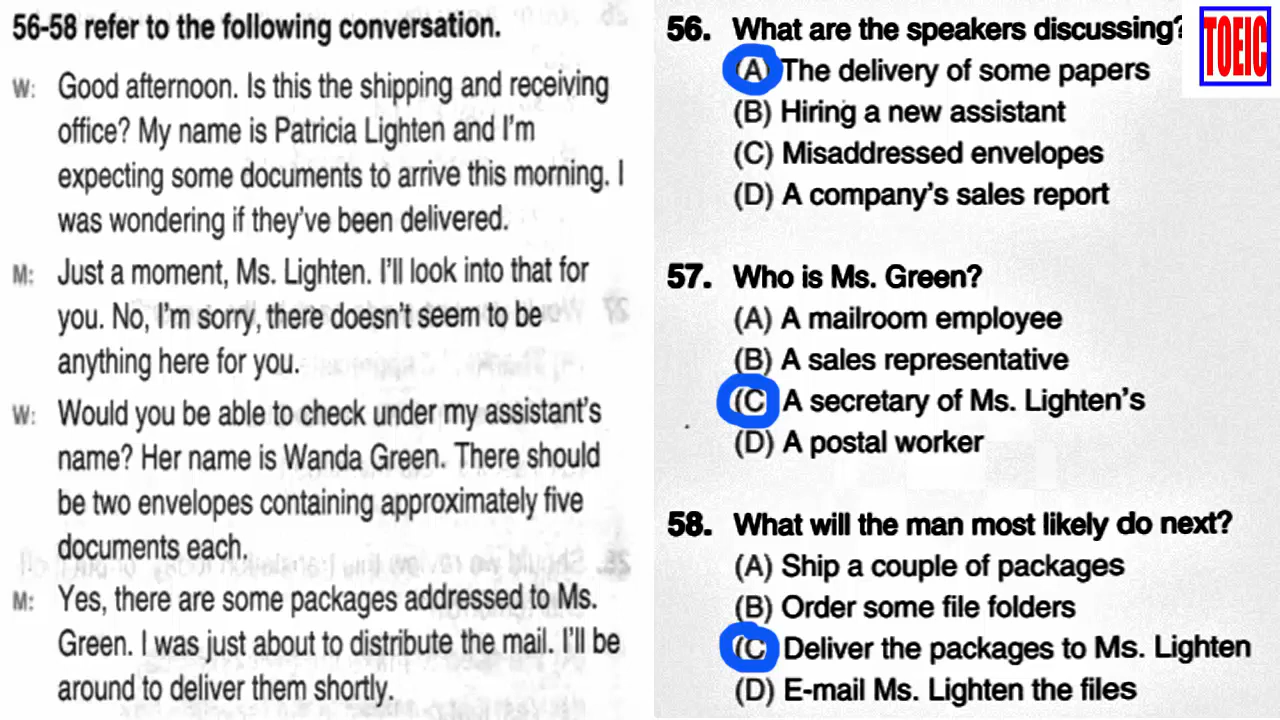 56-58 refer to the following conversation.
W: Good afternoon. Is this the shipping and receiving
office? My name is Patricia Lighten and I'm
expecting some documents to arrive this morning. I
was wondering if they've been delivered.
M: Just a moment, Ms. Lighten. I'll look into that for
you. No, I'm sorry, there doesn't seem to be
anything here for you.
W: Would you be able to check under my assistant's
name? Her name is Wanda Green. There should
be two envelopes containing approximately five
documents each.
M: Yes, there are some packages addressed to Ms.
Green. I was just about to distribute the mail. I'll be
around to deliver them shortly.
56. What are the speakers discussing?
(A) The delivery of some papers
(B) Hiring a new assistant
(C) Misaddressed envelopes
(D) A company's sales report
57. Who is Ms. Green?
(A) A mailroom employee
(B) A sales representative
(C) A secretary of Ms. Lighten's
(D) A postal worker
58. What will the man most likely do next?
(A) Ship a couple of packages
(B) Order some file folders
(C) Deliver the packages to Ms. Lighten
(D) E-mail Ms. Lighten the files
TOEIC